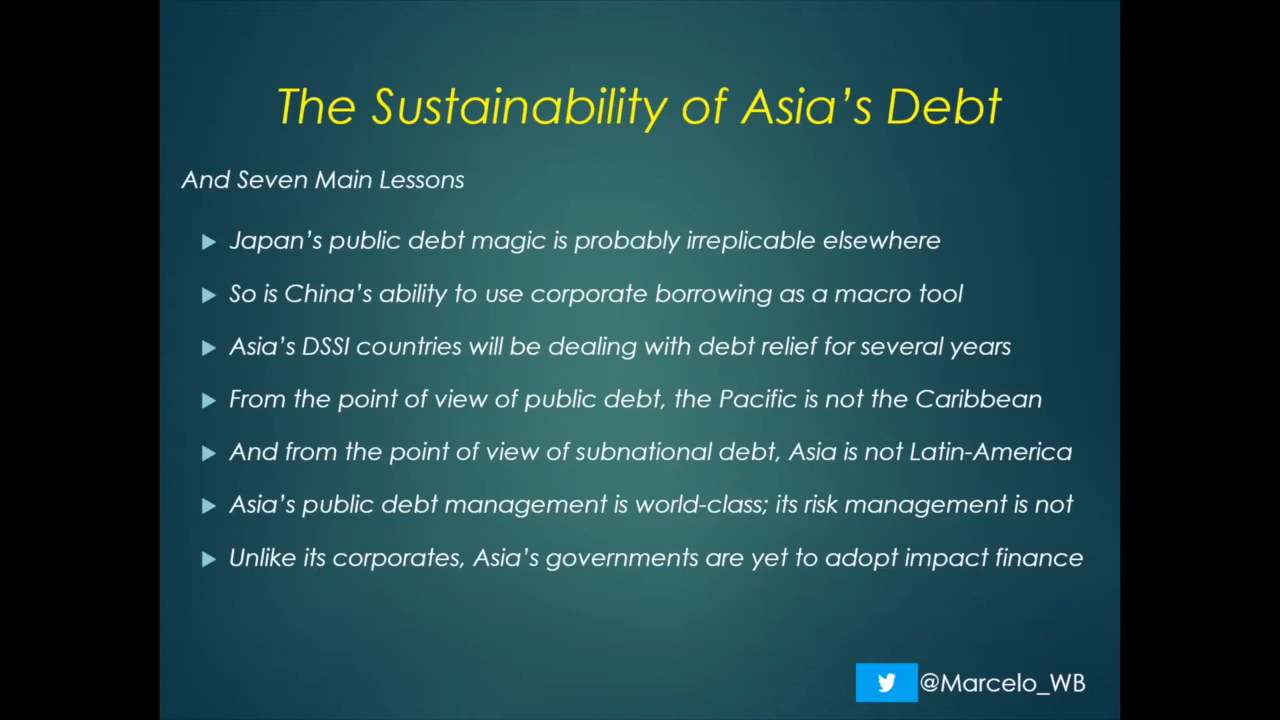 The Sustainability of Asia's Debt
And Seven Main Lessons
Japan's public debt magic is probably irreplicable elsewhere
So is China's ability to use corporate borrowing as a macro tool
Asia's DSSI countries will be dealing with debt relief for several years
From the point of view of public debt, the Pacific is not the Caribbean
And from the point of view of subnational debt, Asia is not Latin-America
Asia's public debt management is world-class; its risk management is not
Unlike its corporates, Asia's governments are yet to adopt impact finance
@Marcelo_WB